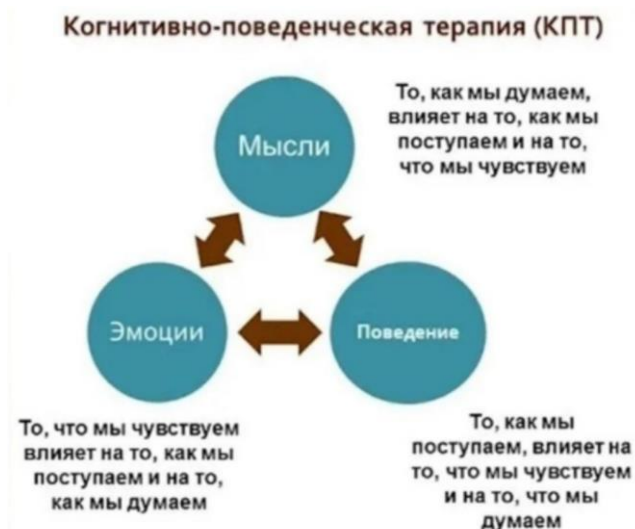 Когнитивно-поведенческая терапия (КПТ)
То, как мы думаем,
влияет на то, как мы
поступаем и на то,
что мы чувствуем
Мысли
Эмоции
Поведение
То, что мы чувствуем
влияет на то, как мы
поступаем и на то,
как мы думаем
То, как мы
поступаем, влияет на
то, что мы чувствуем
и на то, что мы
думаем